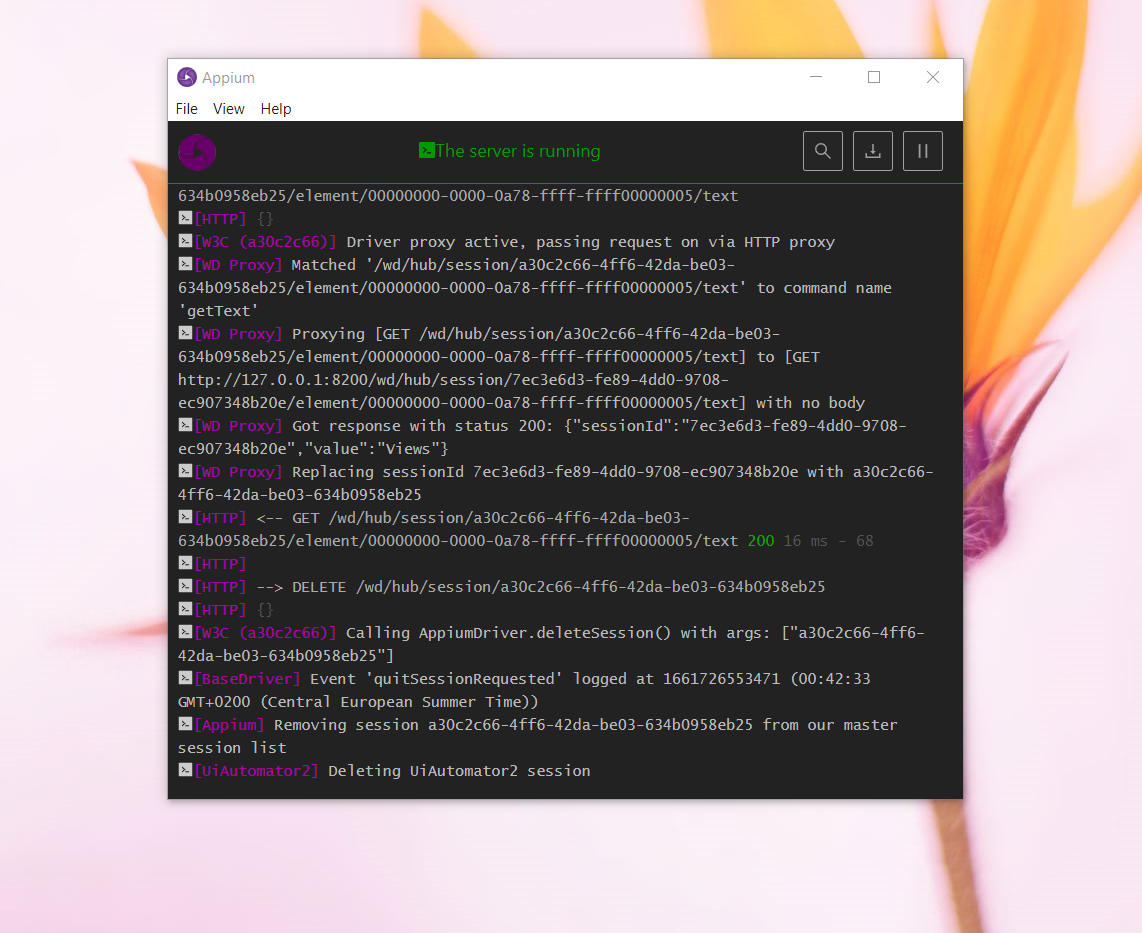 Appium
File View Help
The server is running
634b0958eb25/element/00000000-0000-0a78-ffff-ffff00000005/text
[HTTP] {}
[W3C (a30c2c66)] Driver proxy active, passing request on via HTTP proxy
[WD Proxy] Matched '/wd/hub/session/a30c2c66-4ff6-42da-be03-
634b0958eb25/element/00000000-0000-0a78-ffff-ffff00000005/text' to command name
'getText'
[WD Proxy] Proxying [GET /wd/hub/session/a30c2c66-4ff6-42da-be03-
634b0958eb25/element/00000000-0000-0a78-ffff-ffff00000005/text] to [GET
http://127.0.0.1:8200/wd/hub/session/7ec3e6d3-fe89-4dd0-9708-
ec907348b20e/element/00000000-0000-0a78-ffff-ffff00000005/text] with no body
[WD Proxy] Got response with status 200: {"sessionId":"7ec3e6d3-fe89-4dd0-9708-
ec907348b20e","value":"Views"}
[WD Proxy] Replacing sessionId 7ec3e6d3-fe89-4dd0-9708-ec907348b20e with a30c2c66-
4ff6-42da-be03-634b0958eb25
[HTTP] <-- GET /wd/hub/session/a30c2c66-4ff6-42da-be03-
634b0958eb25/element/00000000-0000-0a78-ffff-ffff00000005/text 200 16 ms - 68
[HTTP]
[HTTP] --> DELETE /wd/hub/session/a30c2c66-4ff6-42da-be03-634b0958eb25
[HTTP] {}
[W3C (a30c2c66)] Calling AppiumDriver.deleteSession() with args: ["a30c2c66-4ff6-
42da-be03-634b0958eb25"]
[BaseDriver] Event 'quitSessionRequested' logged at 1661726553471 (00:42:33
GMT+0200 (Central European Summer Time))
[Appium] Removing session a30c2c66-4ff6-42da-be03-634b0958eb25 from our master
session list
[UiAutomator2] Deleting UiAutomator2 session